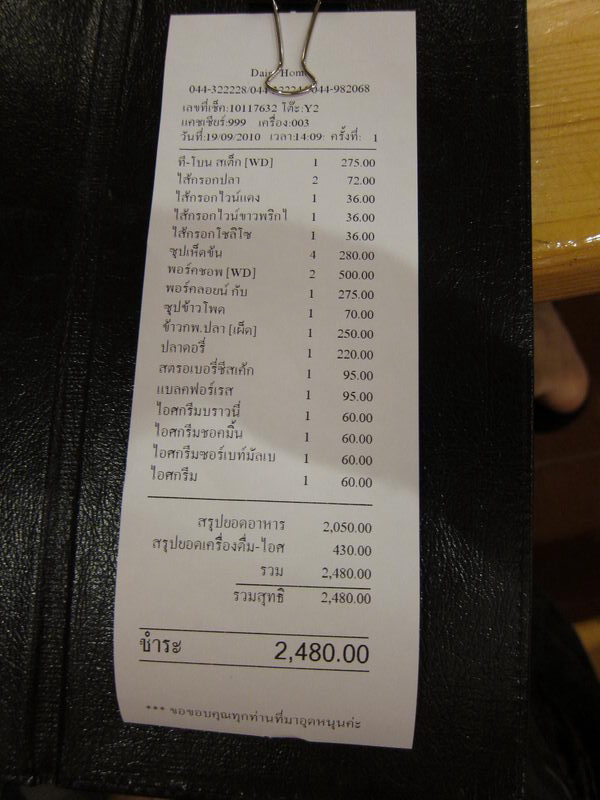 Home
044-322228/044- 044-982068
เลขที่เช็ค:10117632 โต๊ะ:Y2
แคชเชียร์:999 เครื่อง:003
วันที่:19/09/2010 เวลา:14:09: ครั้งที่: 1
ที-โบน สเต็ก [WD] 1 275.00
ไส้กรอกปลา 2 72.00
ไส้กรอกไวน์แดง 1 36.00
ไส้กรอกไวน์ขาวพริกไ 1 36.00
ไส้กรอกโชลิโซ 1 36.00
ซุปเห็ดข้น 4 280.00
พอร์คชอพ [WD] 2 500.00
พอร์คลอยน์ กับ 1 275.00
ซุปข้าวโพด 1 70.00
ข้าวกพ.ปลา [เผ็ด] 1 250.00
ปลาดอรี่ 1 220.00
สตรอเบอรี่ชีสเค้ก 1 95.00
แบลคฟอร์เรส 1 95.00
ไอศกรีมบราวนี่ 1 60.00
ไอศกรีมชอคมิ้น 1 60.00
ไอศกรีมซอร์เบท์มัลเบ 1 60.00
ไอศกรีม 1 60.00
สรุปยอดอาหาร 2,050.00
สรุปยอดเครื่องดื่ม-ไอศ 430.00
รวม 2,480.00
รวมสุทธิ 2,480.00
ชำระ 2,480.00
*** ขอขอบคุณทุกท่านที่มาอุดหนุนค่ะ